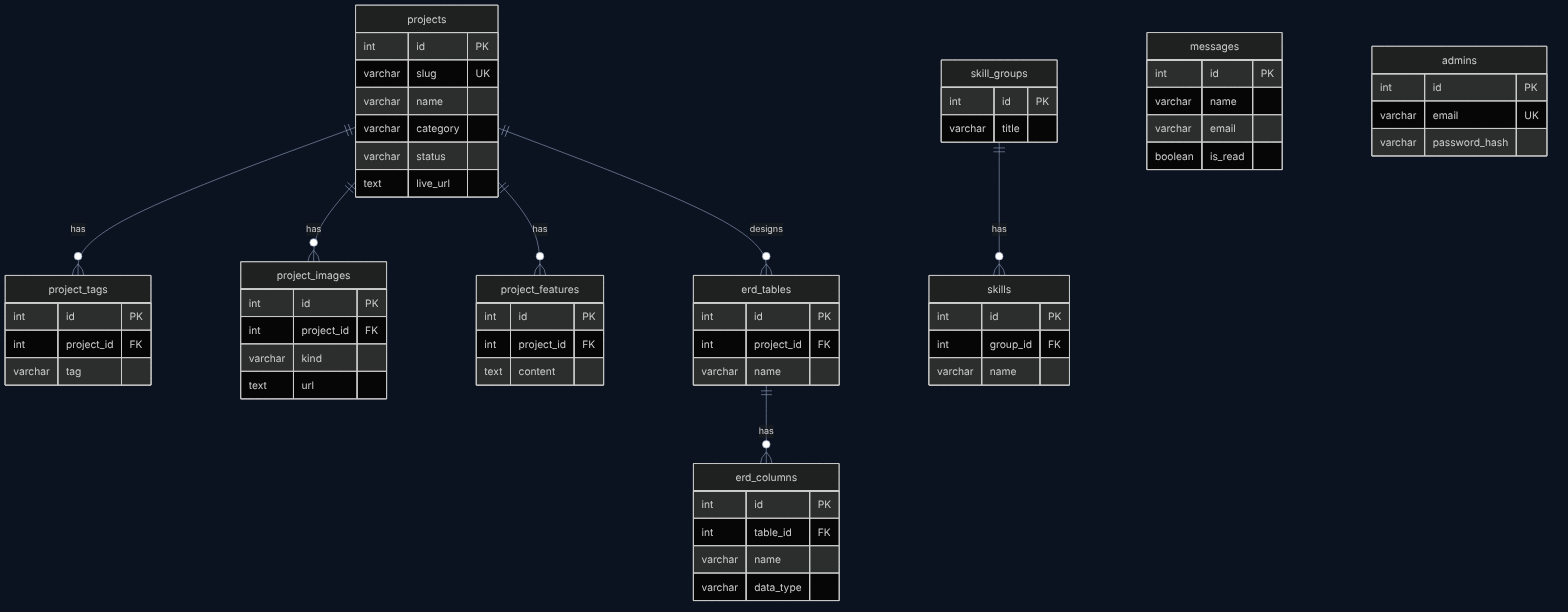 projects
int id PK
varchar slug UK
varchar name
varchar category
varchar status
text live_url
skill_groups
int id PK
varchar title
messages
int id PK
varchar name
varchar email
boolean is_read
admins
int id PK
varchar email UK
varchar password_hash
has
has
has
designs
has
project_tags
int id PK
int project_id FK
varchar tag
project_images
int id PK
int project_id FK
varchar kind
text url
project_features
int id PK
int project_id FK
text content
erd_tables
int id PK
int project_id FK
varchar name
skills
int id PK
int group_id FK
varchar name
has
erd_columns
int id PK
int table_id FK
varchar name
varchar data_type